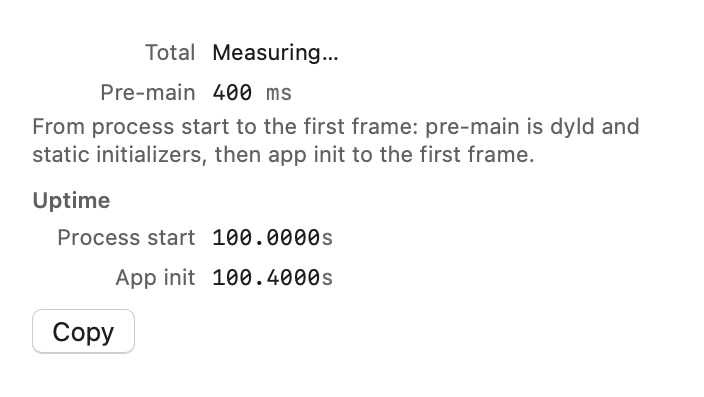 Total Measuring...
Pre-main 400 ms
From process start to the first frame: pre-main is dyld and
static initializers, then app init to the first frame.
Uptime
Process start 100.0000s
App init 100.4000s
Copy